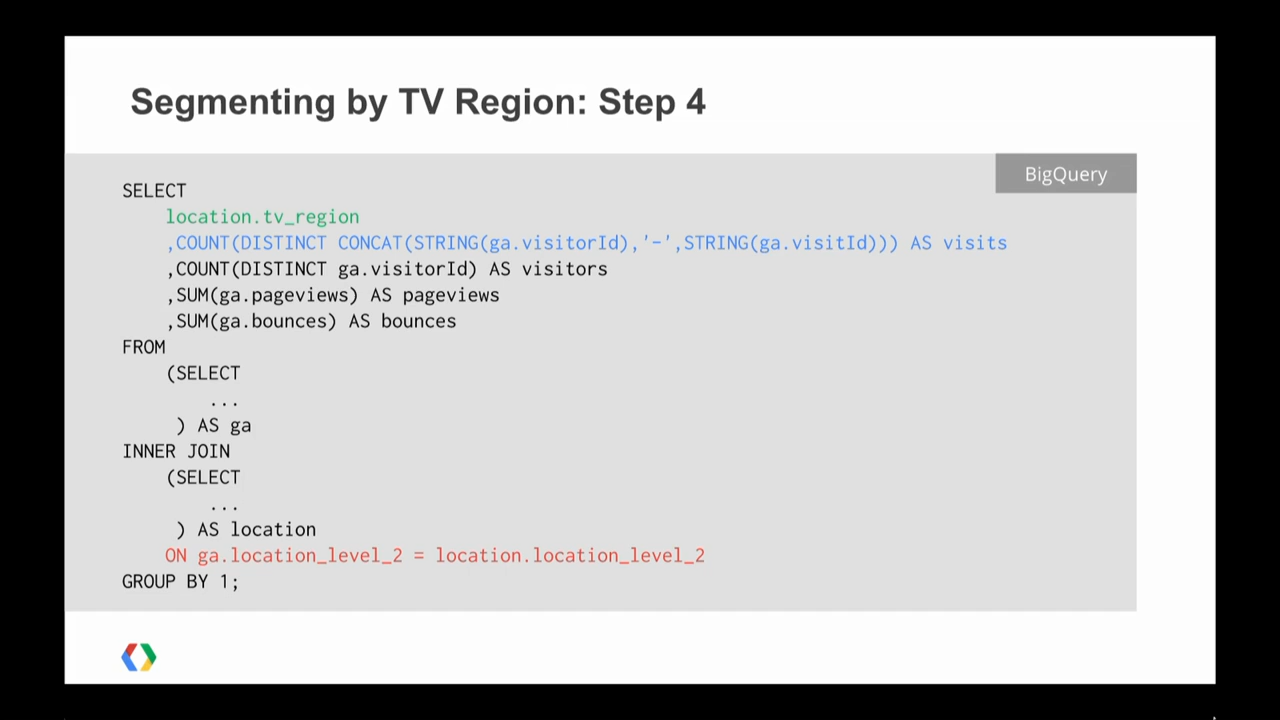 Segmenting by TV Region: Step 4
BigQuery
SELECT
location.tv_region
,COUNT(DISTINCT CONCAT(STRING(ga.visitorId),'-',STRING(ga.visitId))) AS visits
,COUNT(DISTINCT ga.visitorId) AS visitors
,SUM(ga.pageviews) AS pageviews
,SUM(ga.bounces) AS bounces
FROM
(SELECT
...
) AS ga
INNER JOIN
(SELECT
...
) AS location
ON ga.location_level_2 = location.location_level_2
GROUP BY 1;